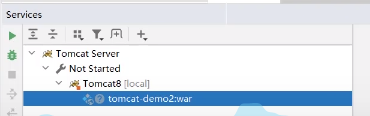 Services
Tomcat Server
Not Started
Tomcat8 [local]
tomcat-demo2:war